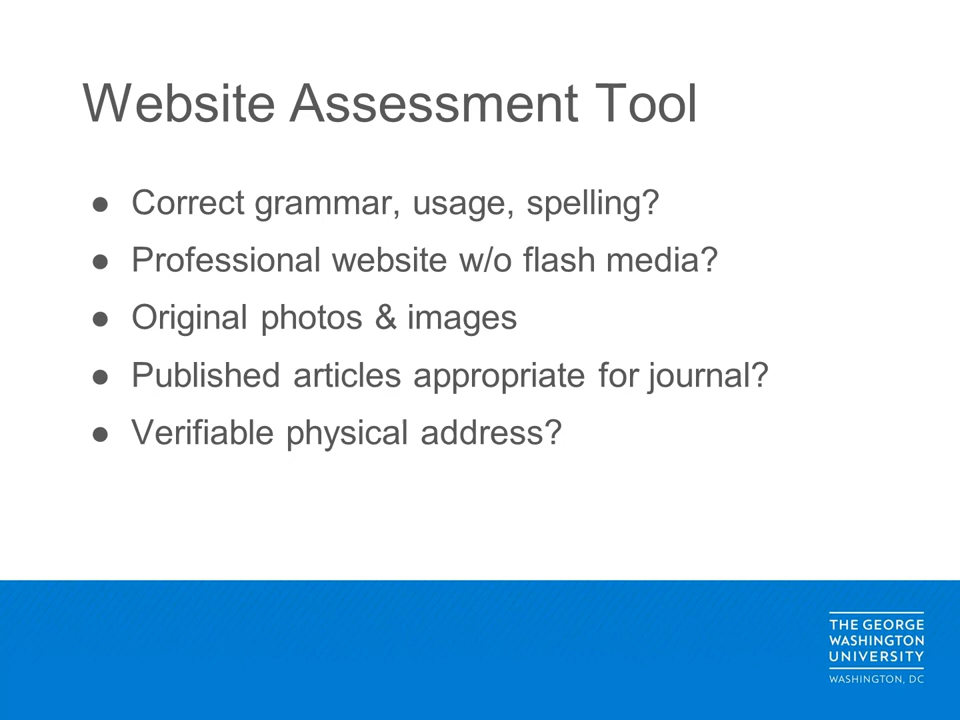 Website Assessment Tool
● Correct grammar, usage, spelling?
● Professional website w/o flash media?
● Original photos & images
● Published articles appropriate for journal?
● Verifiable physical address?
THE GEORGE
WASHINGTON
UNIVERSITY
WASHINGTON, DC